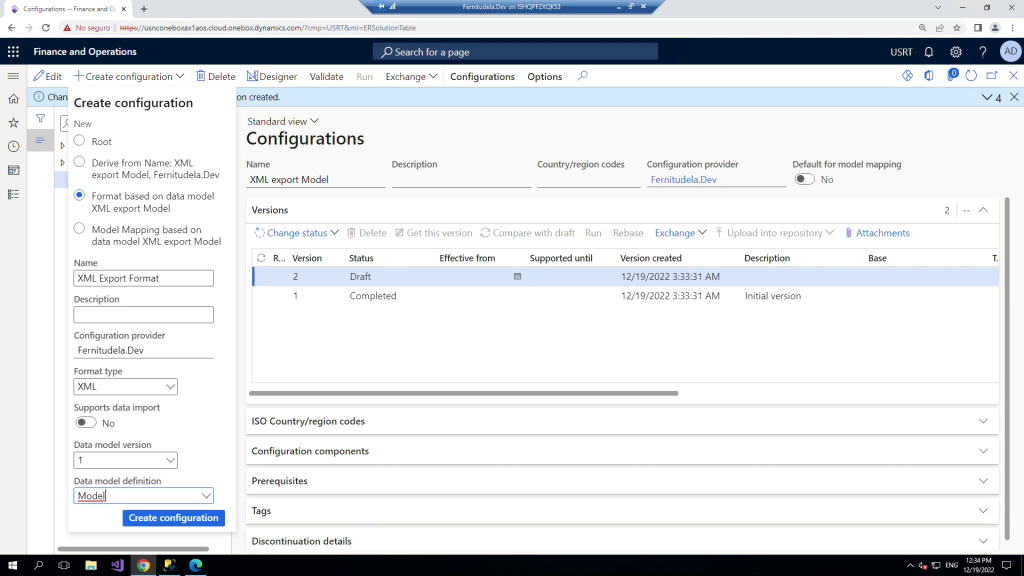 Fernitudela.Dev on ISHQPF2XQKS3
Configurations — Finance and Op
No seguro
https://usnconeboxax1aos.cloud.onebox.dynamics.com/?cmp=USRT&mi=ERSolutionTable
Finance and Operations
Search for a page
USRT
AD
Edit
Create configuration
Delete
Designer
Validate
Run
Exchange
Configurations
Options
0
Chan
on created.
4
Create configuration
New
Root
Derive from Name: XML
export Model, Fernitudela.Dev
Format based on data model
XML export Model
Model Mapping based on
data model XML export Model
Name
XML Export Format
Description
Configuration provider
Fernitudela.Dev
Format type
XML
Supports data import
No
Data model version
1
Data model definition
Model
Create configuration
Standard view
Configurations
Name
Description
Country/region codes
Configuration provider
Default for model mapping
XML export Model
Fernitudela.Dev
No
Versions
2
--
Change status
Delete
Get this version
Compare with draft
Run
Rebase
Exchange
Upload into repository
Attachments
R...
Version
Status
Effective from
Supported until
Version created
Description
Base
T.
2
Draft
12/19/2022 3:33:31 AM
1
Completed
12/19/2022 3:33:31 AM
Initial version
ISO Country/region codes
Configuration components
Prerequisites
Tags
Discontinuation details
ENG
12:34 PM
12/19/2022